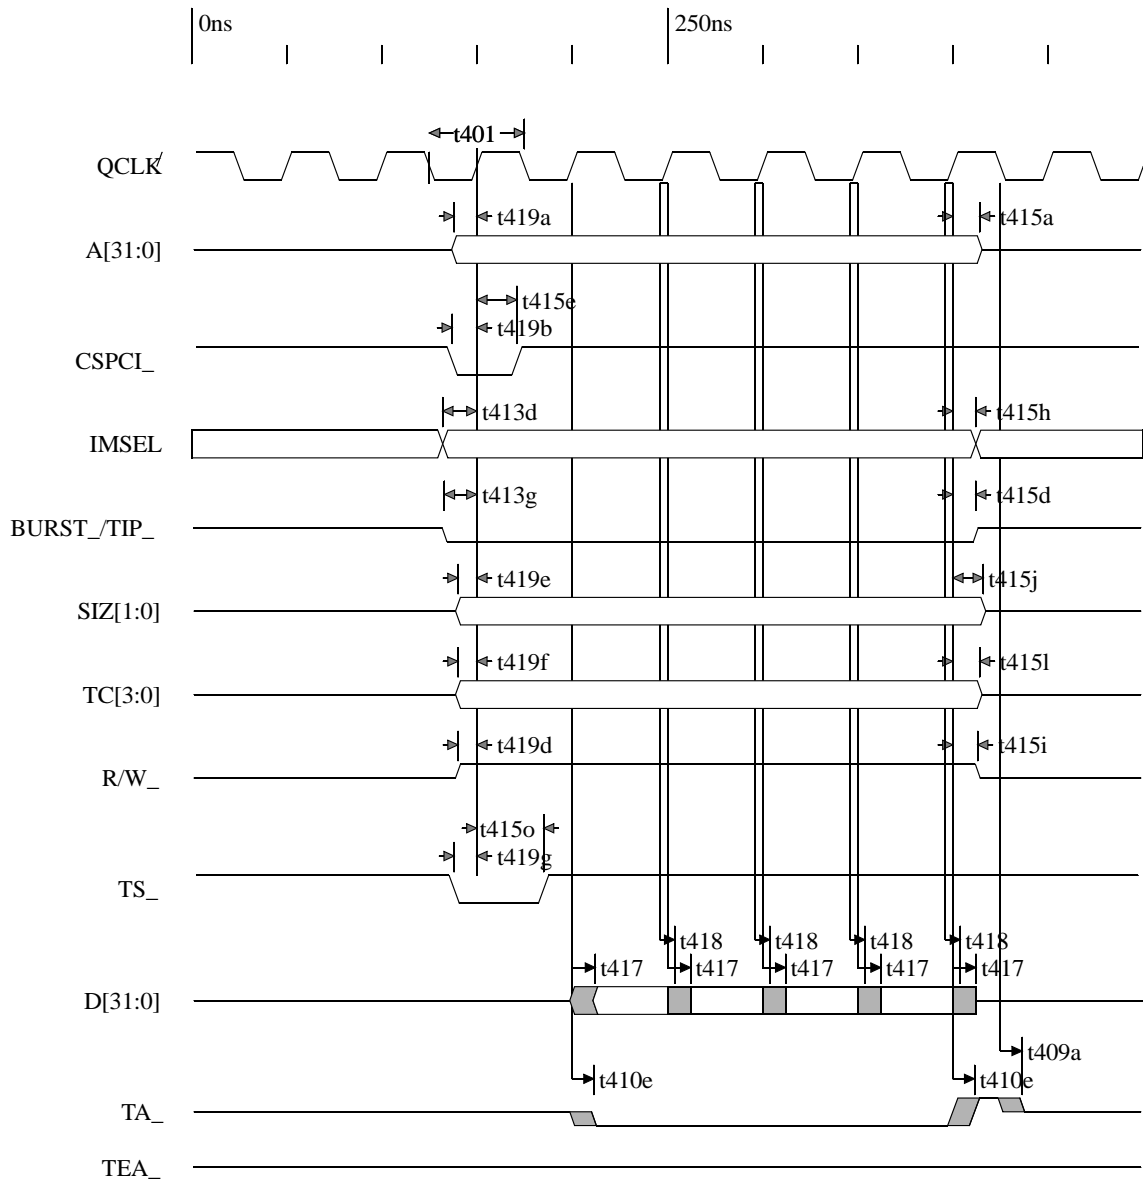 0ns 250ns
t401
QCLK
t419a t415a
A[31:0]
t415e
t419b
CSPCI_
t413d t415h
IMSEL
t413g t415d
BURST_/TIP_
t419e t415j
SIZ[1:0]
t419f t415l
TC[3:0]
t419d t415i
R/W_
t415o
t419g
TS_
t418 t418 t418 t418
t417 t417 t417 t417 t417
D[31:0]
t409a
t410e t410e
TA_
TEA_